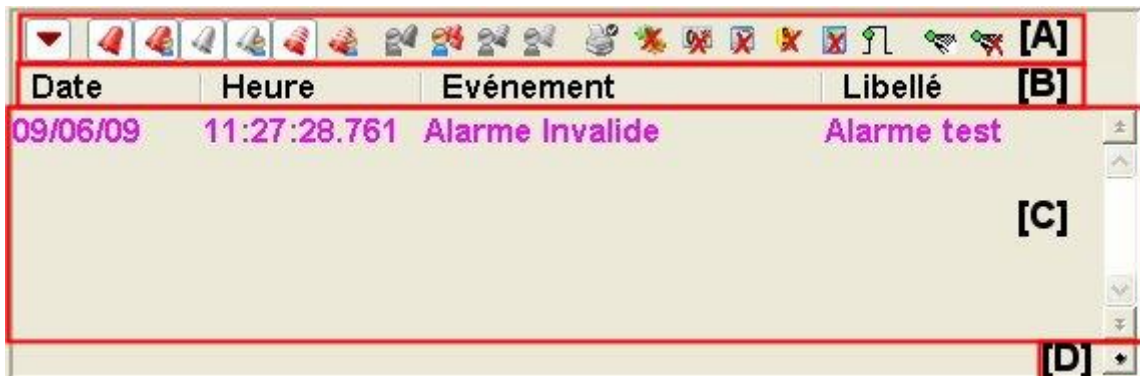 [A]
Date Heure Evénement Libellé [B]
09/06/09 11:27:28.761 Alarme Invalide Alarme test
[C]
[D]